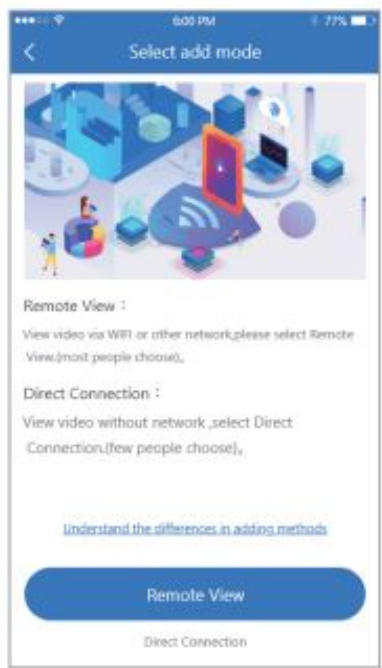 6:00 PM
77%
Select add mode
Remote View：
View video via WIFI or other network,please select Remote
View.(most people choose)。
Direct Connection：
View video without network ,select Direct
Connection.(few people choose)。
Understand the differences in adding methods
Remote View
Direct Connection